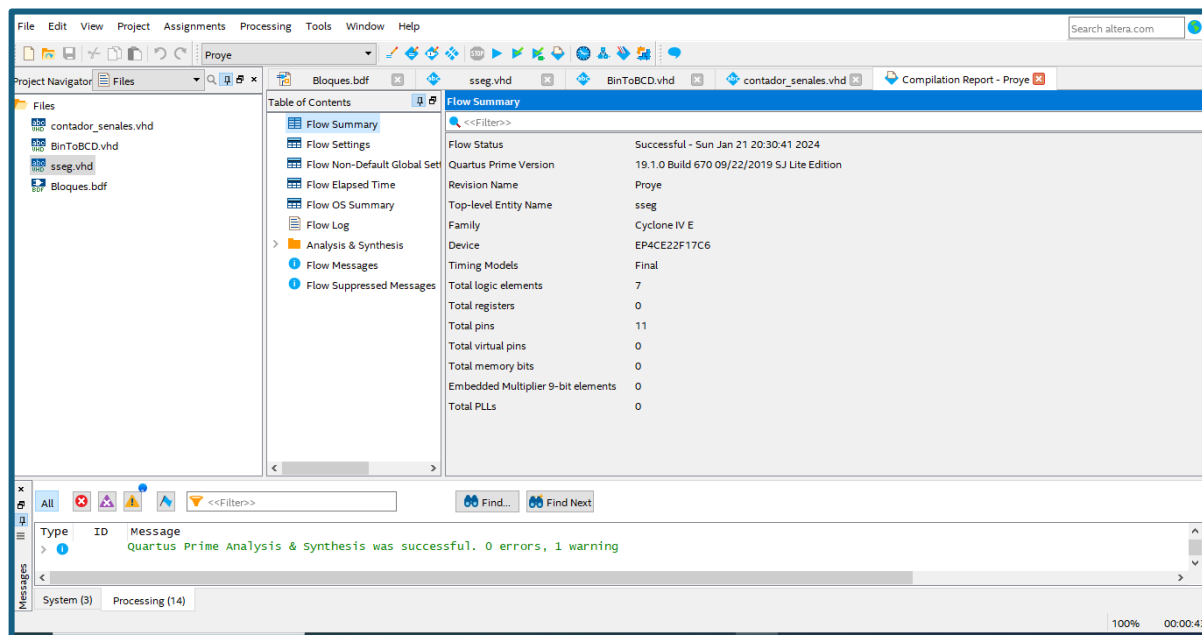 File Edit View Project Assignments Processing Tools Window Help
Search altera.com
Proye
Project Navigator Files
Bloques.bdf
sseg.vhd
BinToBCD.vhd
contador_senales.vhd
Compilation Report - Proye
Files
contador_senales.vhd
BinToBCD.vhd
sseg.vhd
Bloques.bdf
Table of Contents
Flow Summary
Flow Settings
Flow Non-Default Global Sett
Flow Elapsed Time
Flow OS Summary
Flow Log
Analysis & Synthesis
Flow Messages
Flow Suppressed Messages
Flow Summary
<<Filter>>
Flow Status Successful - Sun Jan 21 20:30:41 2024
Quartus Prime Version 19.1.0 Build 670 09/22/2019 SJ Lite Edition
Revision Name Proye
Top-level Entity Name sseg
Family Cyclone IV E
Device EP4CE22F17C6
Timing Models Final
Total logic elements 7
Total registers 0
Total pins 11
Total virtual pins 0
Total memory bits 0
Embedded Multiplier 9-bit elements 0
Total PLLs 0
All <<Filter>> Find... Find Next
Type ID Message
Quartus Prime Analysis & Synthesis was successful. 0 errors, 1 warning
Messages
System (3) Processing (14)
100% 00:00:4